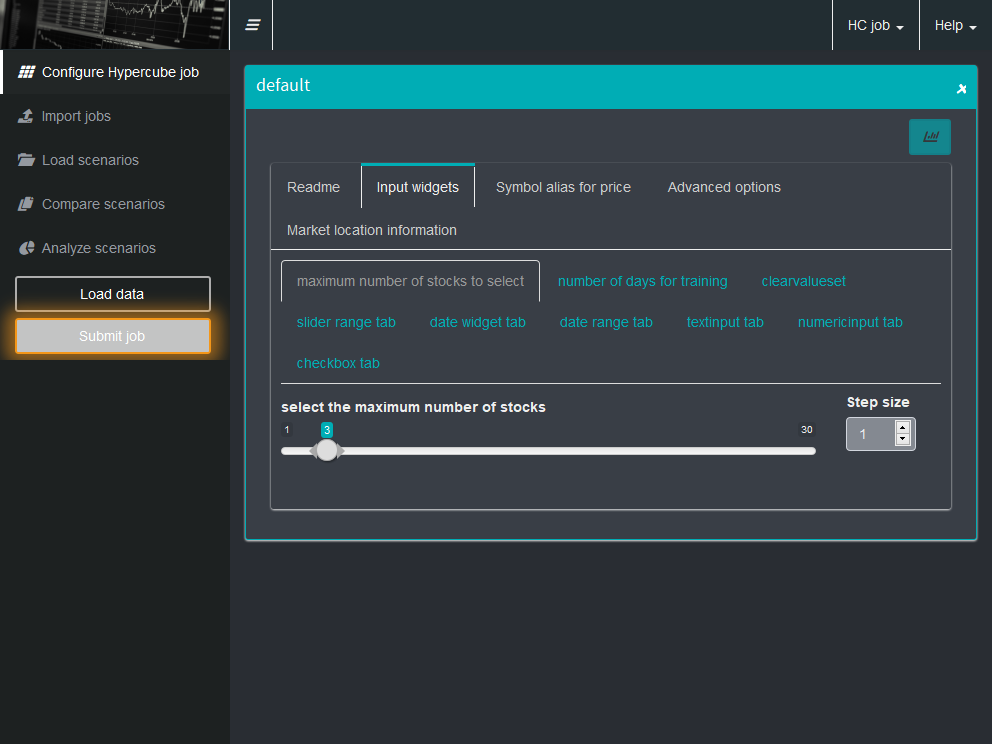 HC job
Help
Configure Hypercube job
Import jobs
Load scenarios
Compare scenarios
Analyze scenarios
Load data
Submit job
default
Readme
Input widgets
Symbol alias for price
Advanced options
Market location information
maximum number of stocks to select
number of days for training
clearvalueset
slider range tab
date widget tab
date range tab
textinput tab
numericinput tab
checkbox tab
select the maximum number of stocks
1
3
30
Step size
1